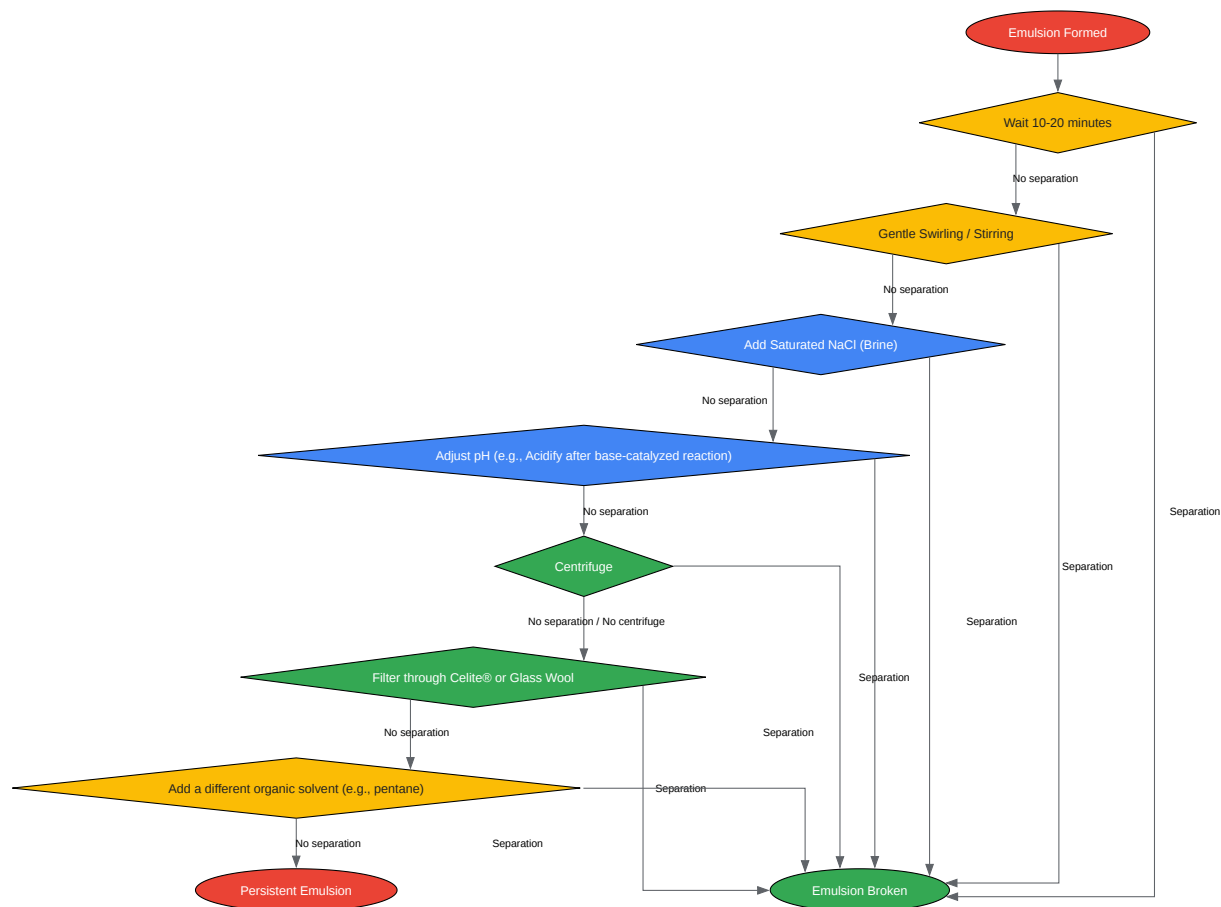 Emulsion Formed
Wait 10-20 minutes
No separation
Gentle Swirling / Stirring
No separation
Add Saturated NaCl (Brine)
No separation
Adjust pH (e.g., Acidify after base-catalyzed reaction)
No separation
Separation
Centrifuge
Separation
No separation / No centrifuge
Separation
Filter through Celite® or Glass Wool
Separation
No separation
Separation
Add a different organic solvent (e.g., pentane)
Separation
No separation
Separation
Persistent Emulsion
Emulsion Broken